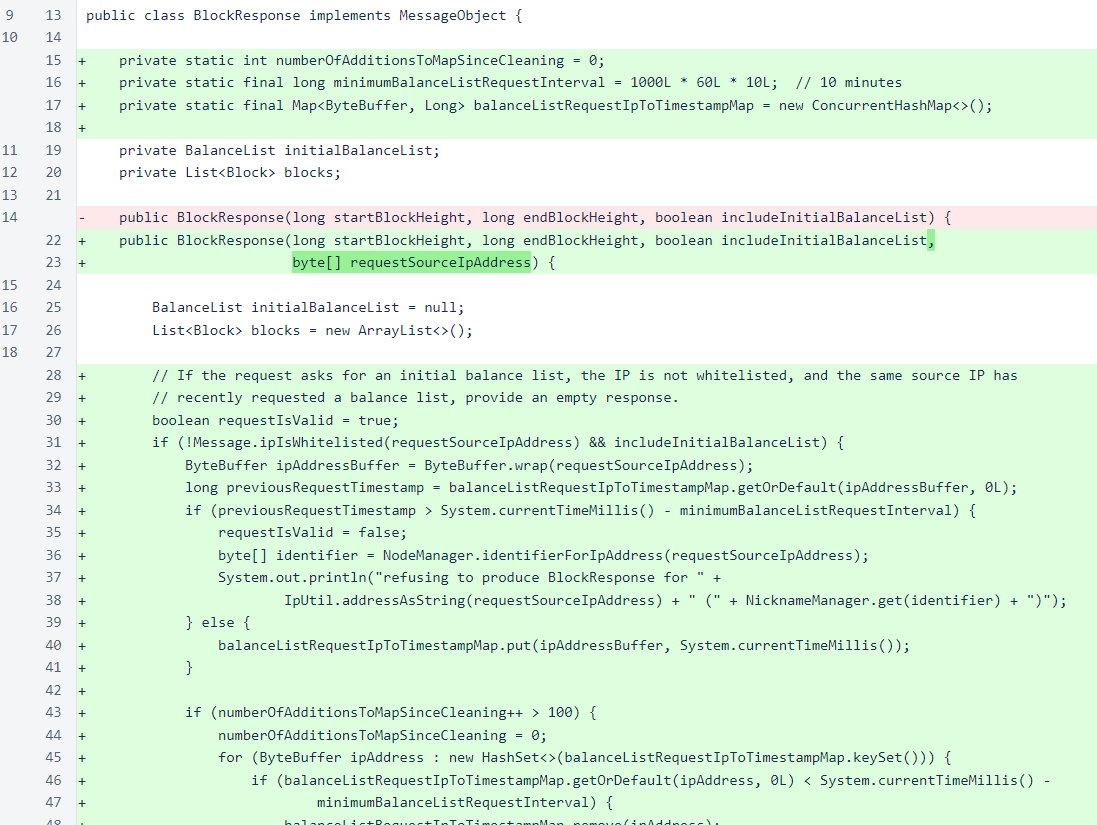 9 13 public class BlockResponse implements MessageObject {
10 14
15 + private static int numberOfAdditionsToMapSinceCleaning = 0;
16 + private static final long minimumBalanceListRequestInterval = 1000L * 60L * 10L;  // 10 minutes
17 + private static final Map<ByteBuffer, Long> balanceListRequestIpToTimestampMap = new ConcurrentHashMap<>();
18 +
11 19 private BalanceList initialBalanceList;
12 20 private List<Block> blocks;
13 21
14 - public BlockResponse(long startBlockHeight, long endBlockHeight, boolean includeInitialBalanceList) {
22 + public BlockResponse(long startBlockHeight, long endBlockHeight, boolean includeInitialBalanceList,
23 + byte[] requestSourceIpAddress) {
15 24
16 25 BalanceList initialBalanceList = null;
17 26 List<Block> blocks = new ArrayList<>();
18 27
28 + // If the request asks for an initial balance list, the IP is not whitelisted, and the same source IP has
29 + // recently requested a balance list, provide an empty response.
30 + boolean requestIsValid = true;
31 + if (!Message.ipIsWhitelisted(requestSourceIpAddress) && includeInitialBalanceList) {
32 + ByteBuffer ipAddressBuffer = ByteBuffer.wrap(requestSourceIpAddress);
33 + long previousRequestTimestamp = balanceListRequestIpToTimestampMap.getOrDefault(ipAddressBuffer, 0L);
34 + if (previousRequestTimestamp > System.currentTimeMillis() - minimumBalanceListRequestInterval) {
35 + requestIsValid = false;
36 + byte[] identifier = NodeManager.identifierForIpAddress(requestSourceIpAddress);
37 + System.out.println("refusing to produce BlockResponse for " +
38 + IpUtil.addressAsString(requestSourceIpAddress) + " (" + NicknameManager.get(identifier) + ")");
39 + } else {
40 + balanceListRequestIpToTimestampMap.put(ipAddressBuffer, System.currentTimeMillis());
41 + }
42 +
43 + if (numberOfAdditionsToMapSinceCleaning++ > 100) {
44 + numberOfAdditionsToMapSinceCleaning = 0;
45 + for (ByteBuffer ipAddress : new HashSet<>(balanceListRequestIpToTimestampMap.keySet())) {
46 + if (balanceListRequestIpToTimestampMap.getOrDefault(ipAddress, 0L) < System.currentTimeMillis() -
47 + minimumBalanceListRequestInterval) {
48 + balanceListRequestIpToTimestampMap.remove(ipAddress);